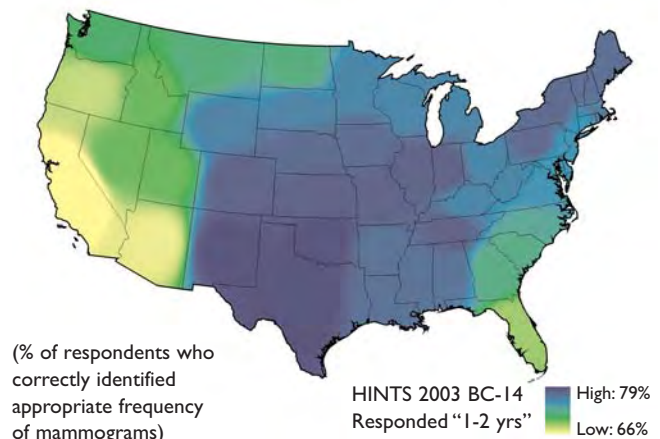 (% of respondents who
correctly identified
appropriate frequency
of mammograms)
HINTS 2003 BC-14
Responded “1-2 yrs”
High: 79%
Low: 66%